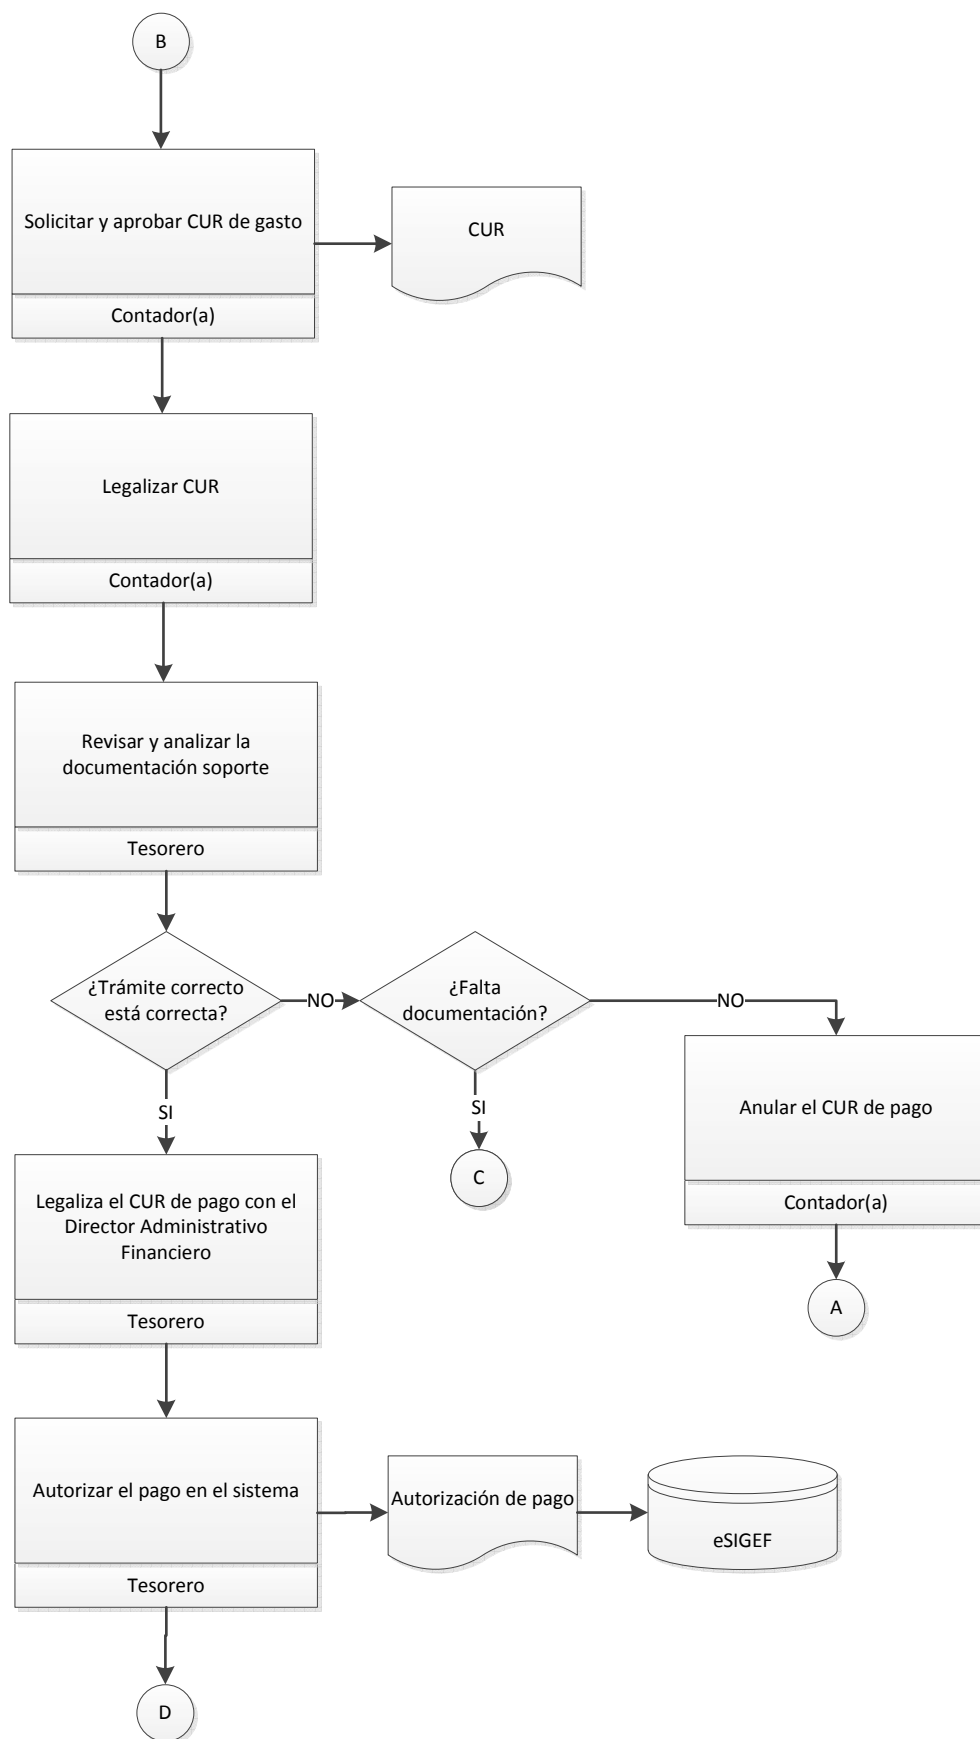 B
Solicitar y aprobar CUR de gasto
Contador(a)
CUR
Legalizar CUR
Contador(a)
Revisar y analizar la
documentación soporte
Tesorero
¿Trámite correcto
está correcta?
NO
¿Falta
documentación?
NO
SI
SI
C
Anular el CUR de pago
Contador(a)
A
Legaliza el CUR de pago con el
Director Administrativo
Financiero
Tesorero
Autorizar el pago en el sistema
Tesorero
Autorización de pago
eSIGEF
D